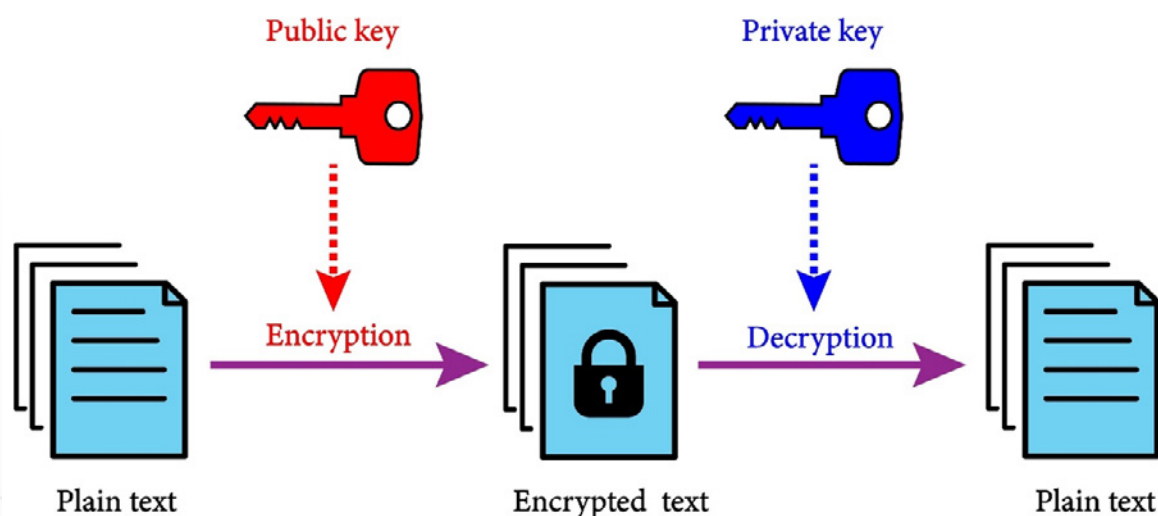 Public key
Private key
Encryption
Decryption
Plain text
Encrypted text
Plain text